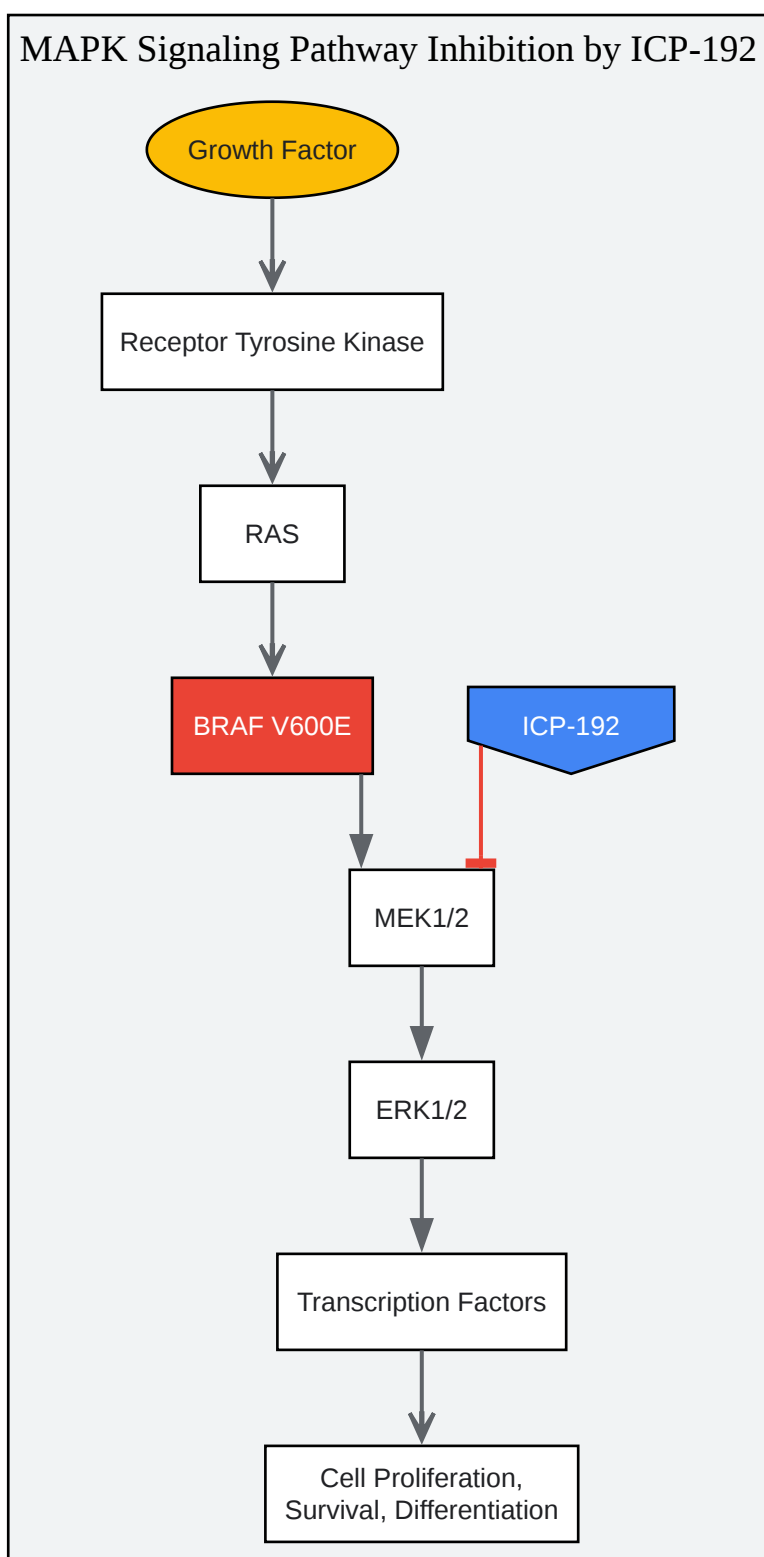 MAPK Signaling Pathway Inhibition by ICP-192
Growth Factor
Receptor Tyrosine Kinase
RAS
BRAF V600E
ICP-192
MEK1/2
ERK1/2
Transcription Factors
Cell Proliferation,
Survival, Differentiation